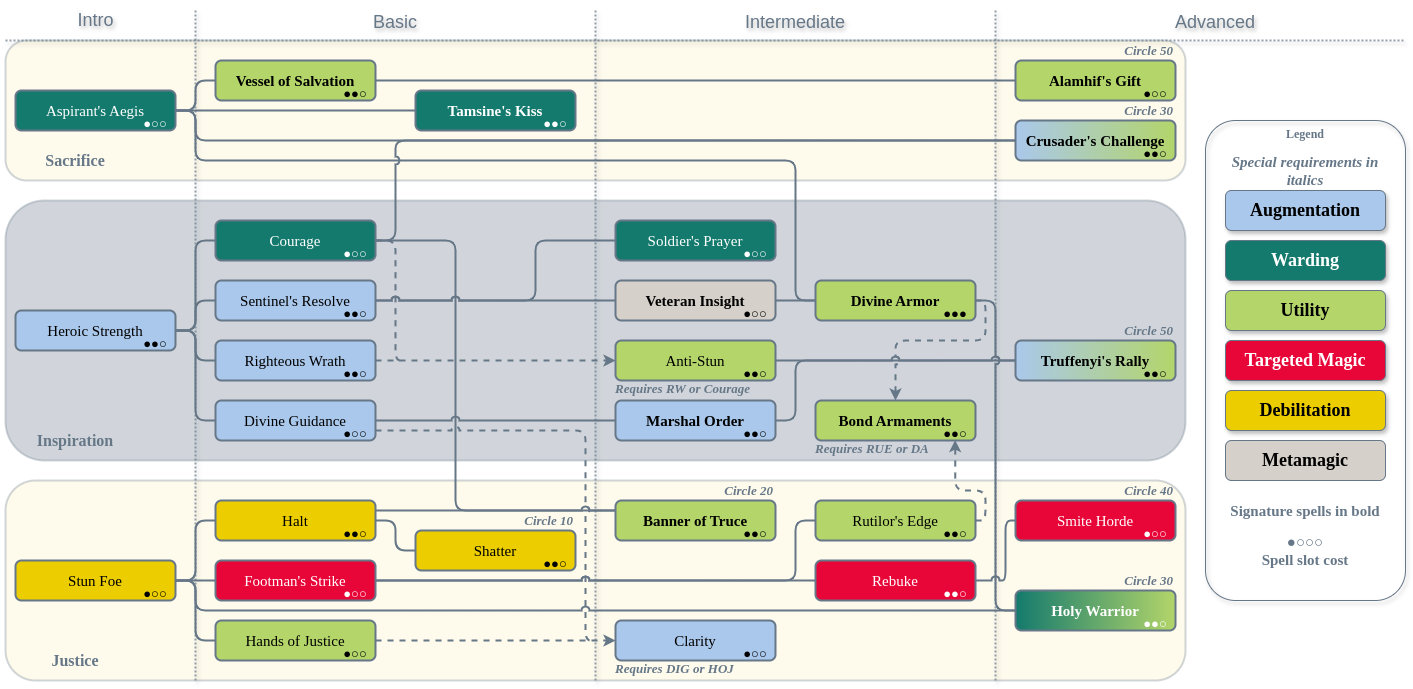 Intro
Basic
Intermediate
Advanced
Circle 50
Vessel of Salvation
●●○
Alamhif's Gift
●○○
Aspirant's Aegis
●○○
Tamsine's Kiss
●●○
Circle 30
Crusader's Challenge
●●○
Sacrifice
Courage
●○○
Soldier's Prayer
●○○
Sentinel's Resolve
●●○
Veteran Insight
●○○
Divine Armor
●●●
Heroic Strength
●●○
Righteous Wrath
●●○
Anti-Stun
●●○
Requires RW or Courage
Circle 50
Truffenyi's Rally
●●○
Divine Guidance
●○○
Marshal Order
●●○
Bond Armaments
●●○
Requires RUE or DA
Inspiration
Halt
●●○
Circle 10
Shatter
●●○
Circle 20
Banner of Truce
●●○
Rutilor's Edge
●●○
Circle 40
Smite Horde
●○○
Stun Foe
●○○
Footman's Strike
●○○
Rebuke
●●○
Circle 30
Holy Warrior
●●○
Hands of Justice
●○○
Clarity
●○○
Requires DIG or HOJ
Justice
Legend
Special requirements in
italics
Augmentation
Warding
Utility
Targeted Magic
Debilitation
Metamagic
Signature spells in bold
●○○○
Spell slot cost